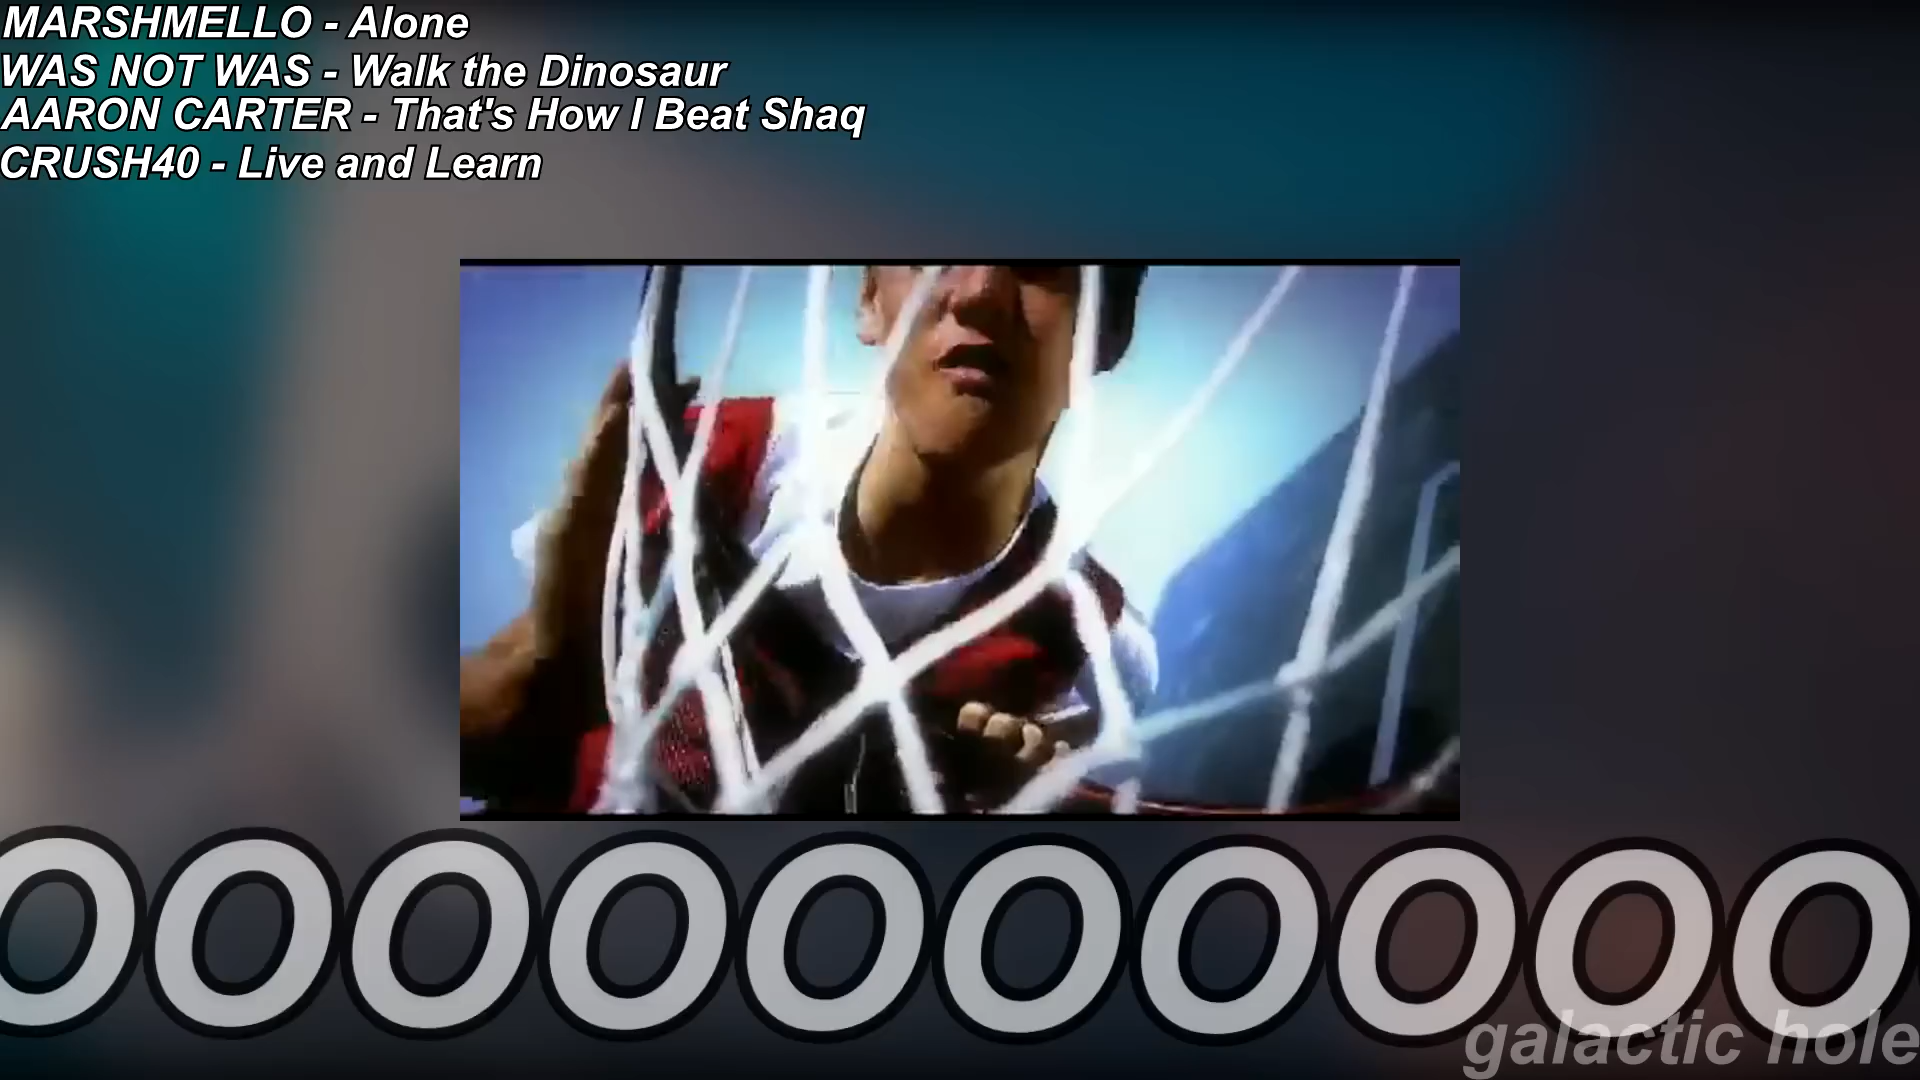 MARSHMELLO - Alone
WAS NOT WAS - Walk the Dinosaur
AARON CARTER - That's How I Beat Shaq
CRUSH40 - Live and Learn
OOOOOOOOOO
galactic hole